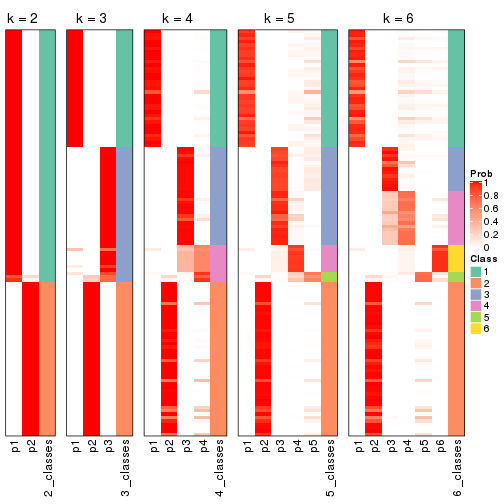 k = 2
k = 3
k = 4
k = 5
k = 6
p1
p2
2_classes
p1
p2
p3
3_classes
p1
p2
p3
p4
4_classes
p1
p2
p3
p4
p5
5_classes
p1
p2
p3
p4
p5
p6
6_classes
Prob
1
0.8
0.6
0.4
0.2
0
Class
1
2
3
4
5
6